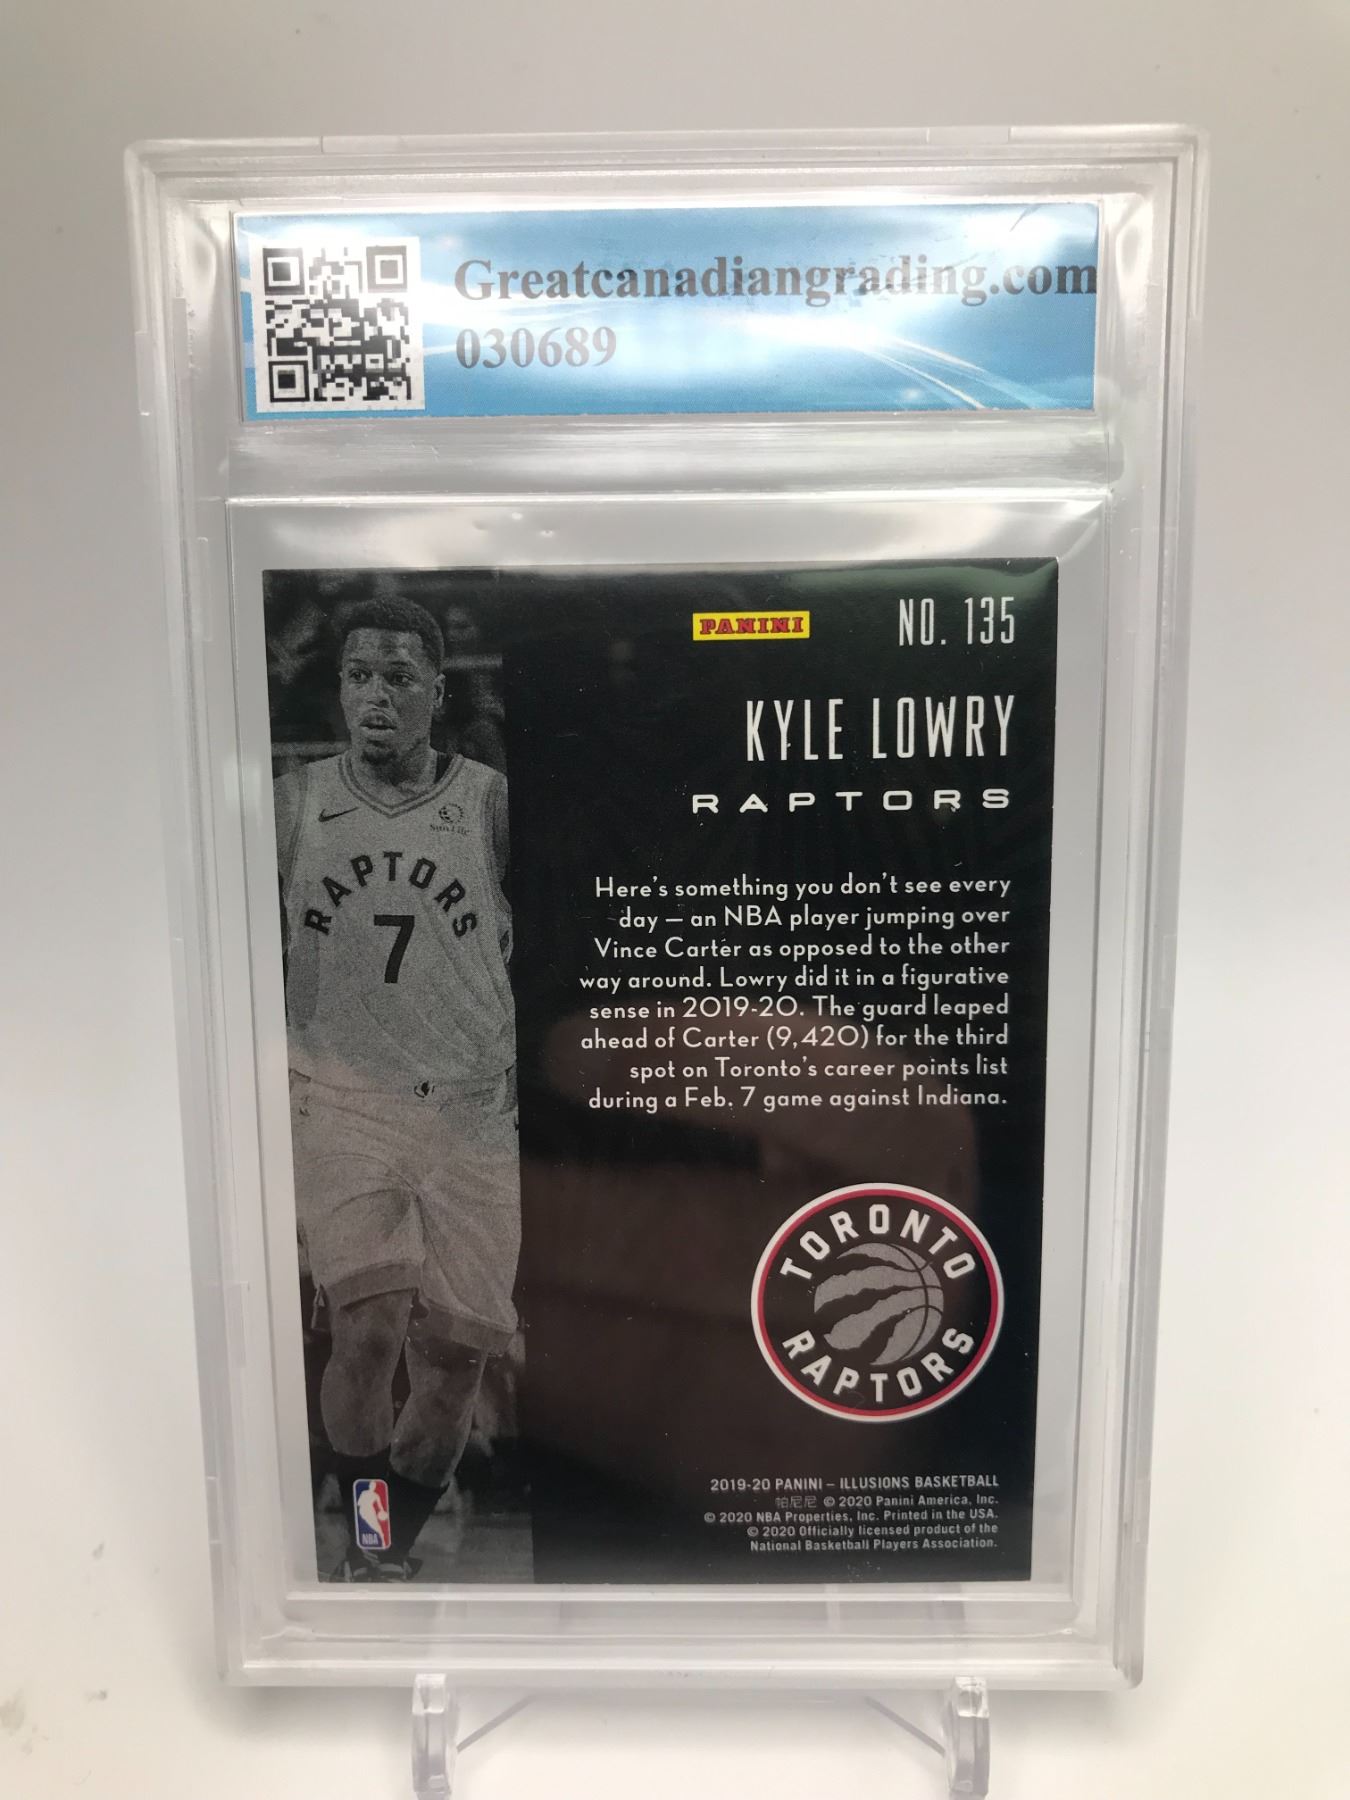 Greatcanadiangrading.com
030689
PANINI
NO. 135
KYLE LOWRY
RAPTORS
Sun Life
RAPTORS
7
Here's something you don't see every
day — an NBA player jumping over
Vince Carter as opposed to the other
way around. Lowry did it in a figurative
sense in 2019-20. The guard leaped
ahead of Carter (9,420) for the third
spot on Toronto's career points list
during a Feb. 7 game against Indiana.
TORONTO
RAPTORS
NBA
2019-20 PANINI – ILLUSIONS BASKETBALL
帕尼尼 © 2020 Panini America, Inc.
© 2020 NBA Properties, Inc. Printed in the USA.
© 2020 Officially licensed product of the
National Basketball Players Association.